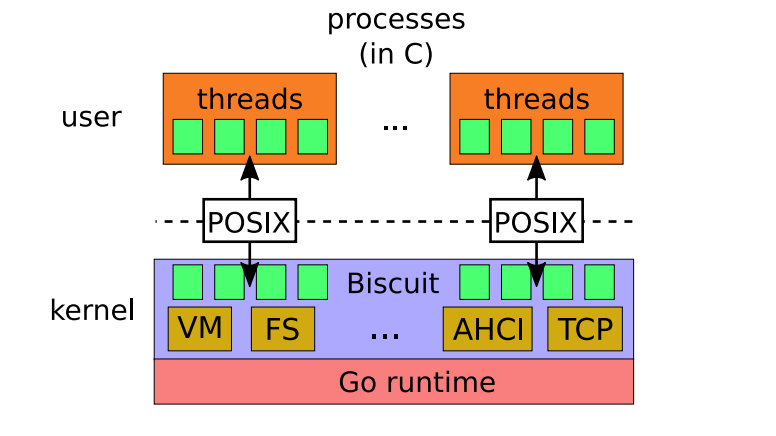 processes
(in C)
user
threads
...
threads
POSIX
POSIX
kernel
Biscuit
VM
FS
...
AHCI
TCP
Go runtime